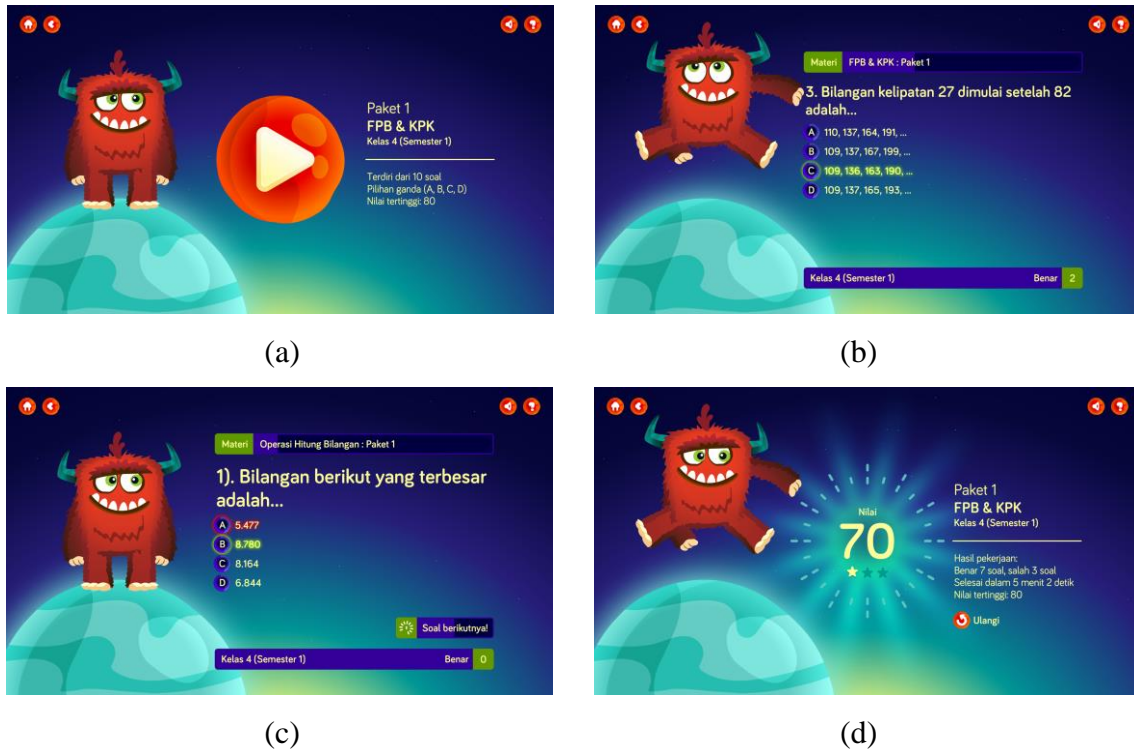 Paket 1
FPB & KPK
Kelas 4 (Semester 1)
Terdiri dari 10 soal
Pilihan ganda (A, B, C, D)
Nilai tertinggi: 80
(a)
Materi FPB & KPK : Paket 1
3. Bilangan kelipatan 27 dimulai setelah 82
adalah...
A 110, 137, 164, 191, ...
B 109, 137, 167, 199, ...
C 109, 136, 163, 190, ...
D 109, 137, 165, 193, ...
Kelas 4 (Semester 1) Benar 2
(b)
Materi Operasi Hitung Bilangan : Paket 1
1). Bilangan berikut yang terbesar
adalah...
A 5.477
B 8.780
C 8.164
D 6.844
Soal berikutnya!
Kelas 4 (Semester 1) Benar 0
(c)
Nilai
70
Paket 1
FPB & KPK
Kelas 4 (Semester 1)
Hasil pekerjaan:
Benar 7 soal, salah 3 soal
Selesai dalam 5 menit 2 detik
Nilai tertinggi: 80
Ulangi
(d)